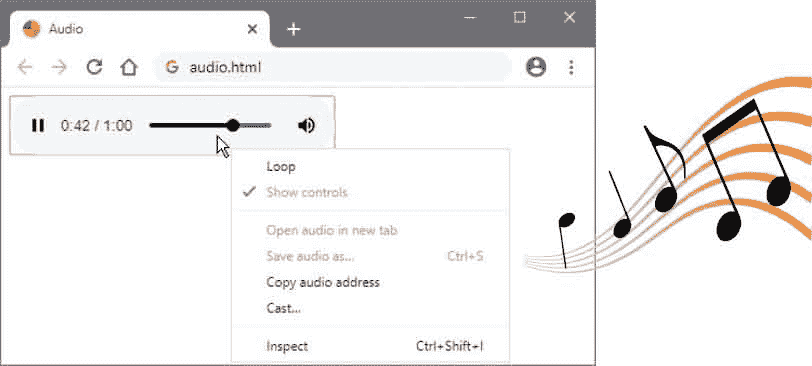 Audio
audio.html
0:42 / 1:00
Loop
Show controls
Open audio in new tab
Save audio as... Ctrl+S
Copy audio address
Cast...
Inspect Ctrl+Shift+I